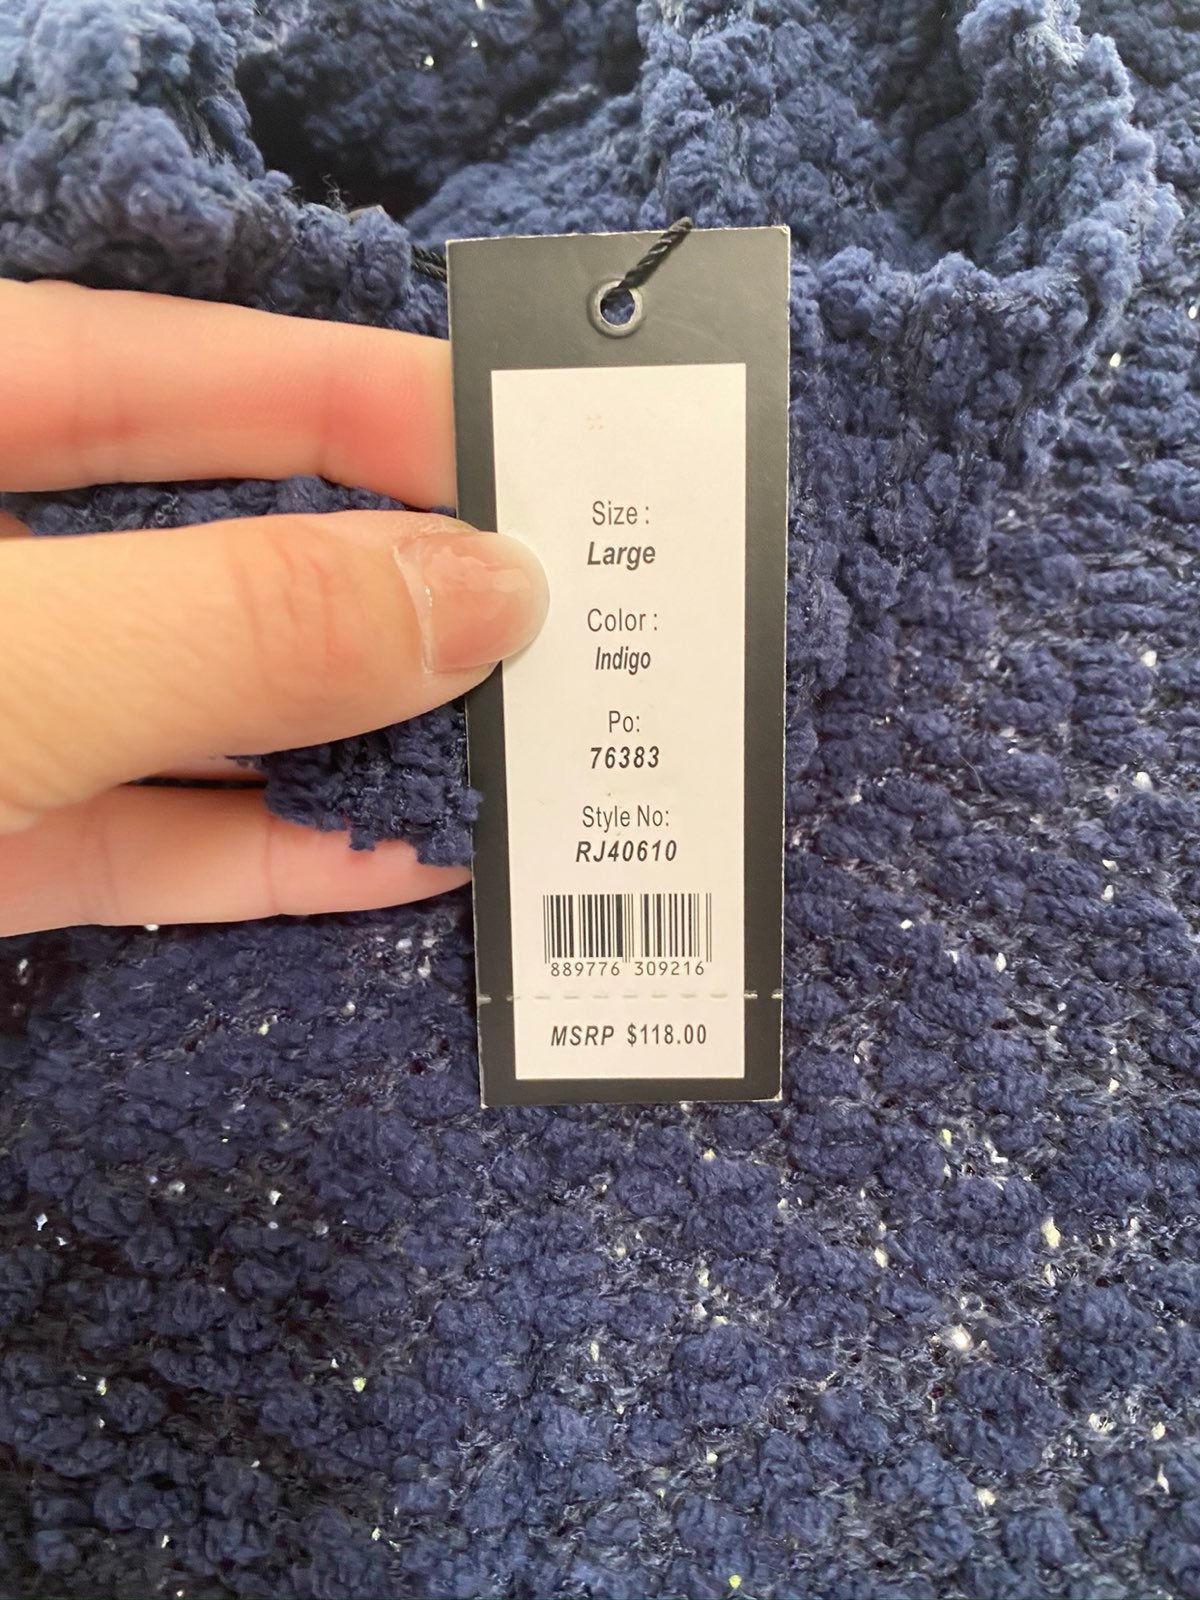 Size :
Large
Color :
Indigo
Po:
76383
Style No:
RJ40610
889776 309216
MSRP $118.00